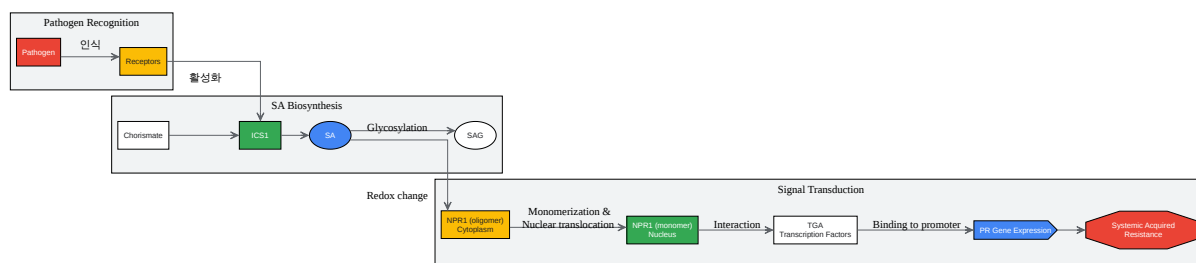 Pathogen Recognition
Pathogen
인식
Receptors
활성화
SA Biosynthesis
Chorismate
ICS1
SA
Glycosylation
SAG
Redox change
Signal Transduction
NPR1 (oligomer)
Cytoplasm
Monomerization &
Nuclear translocation
NPR1 (monomer)
Nucleus
Interaction
TGA
Transcription Factors
Binding to promoter
PR Gene Expression
Systemic Acquired
Resistance